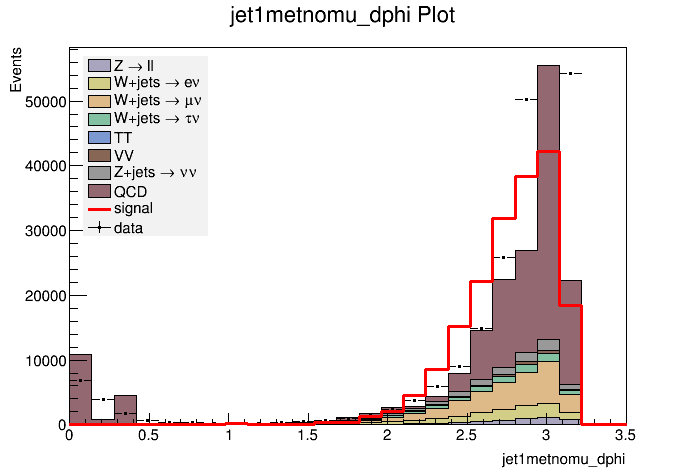 jet1metnomu_dphi Plot
Events
Z → ll
W+jets → eν
W+jets → μν
W+jets → τν
TT
VV
Z+jets → νν
QCD
signal
data
50000
40000
30000
20000
10000
0
0 0.5 1 1.5 2 2.5 3 3.5
jet1metnomu_dphi